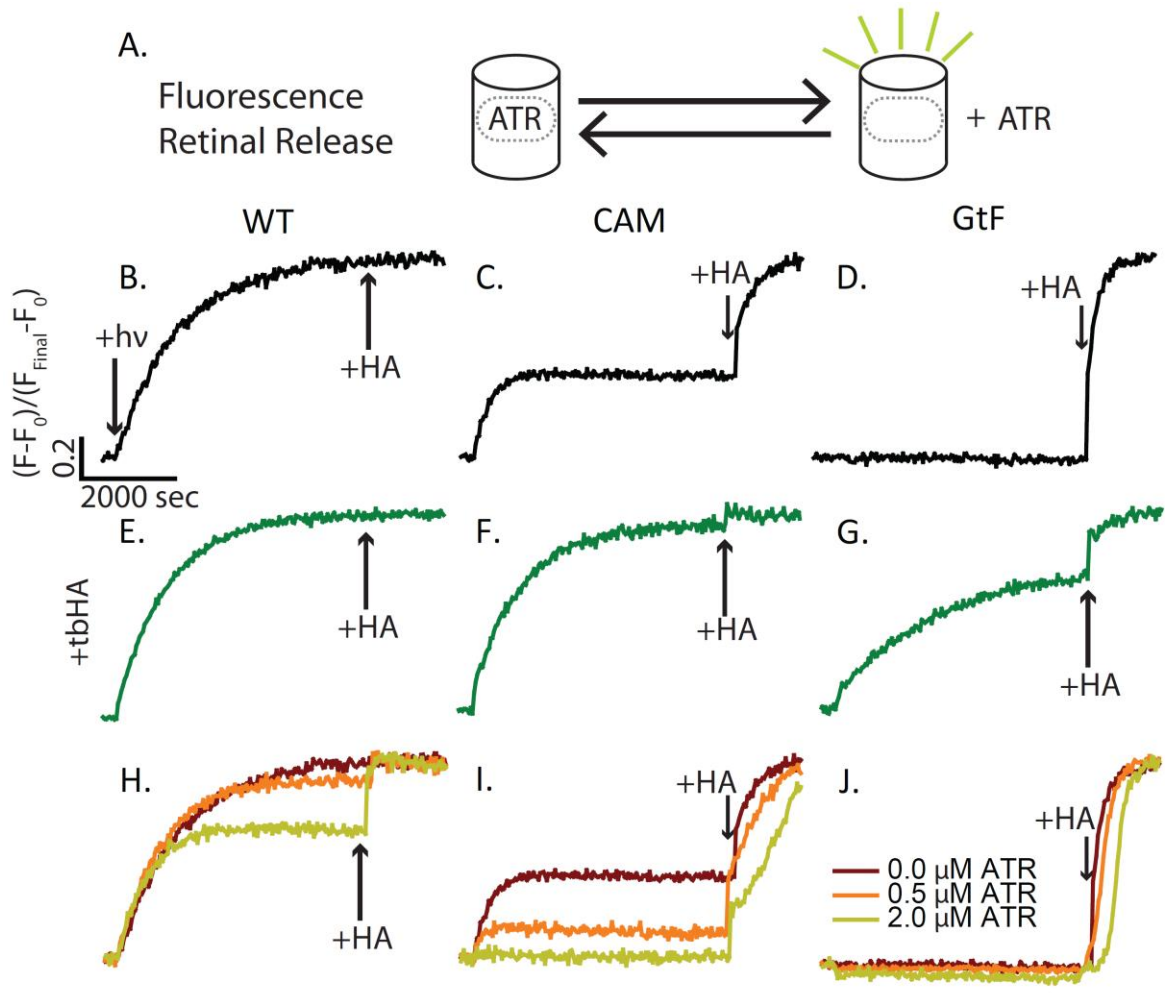 A.
Fluorescence
Retinal Release
ATR
+ ATR
WT
CAM
GtF
B.
+hν
+HA
(F-F0)/(FFinal-F0)
0.2
2000 sec
C.
+HA
D.
+HA
+tbHA
E.
+HA
F.
+HA
G.
+HA
H.
+HA
I.
+HA
J.
+HA
0.0 μM ATR
0.5 μM ATR
2.0 μM ATR